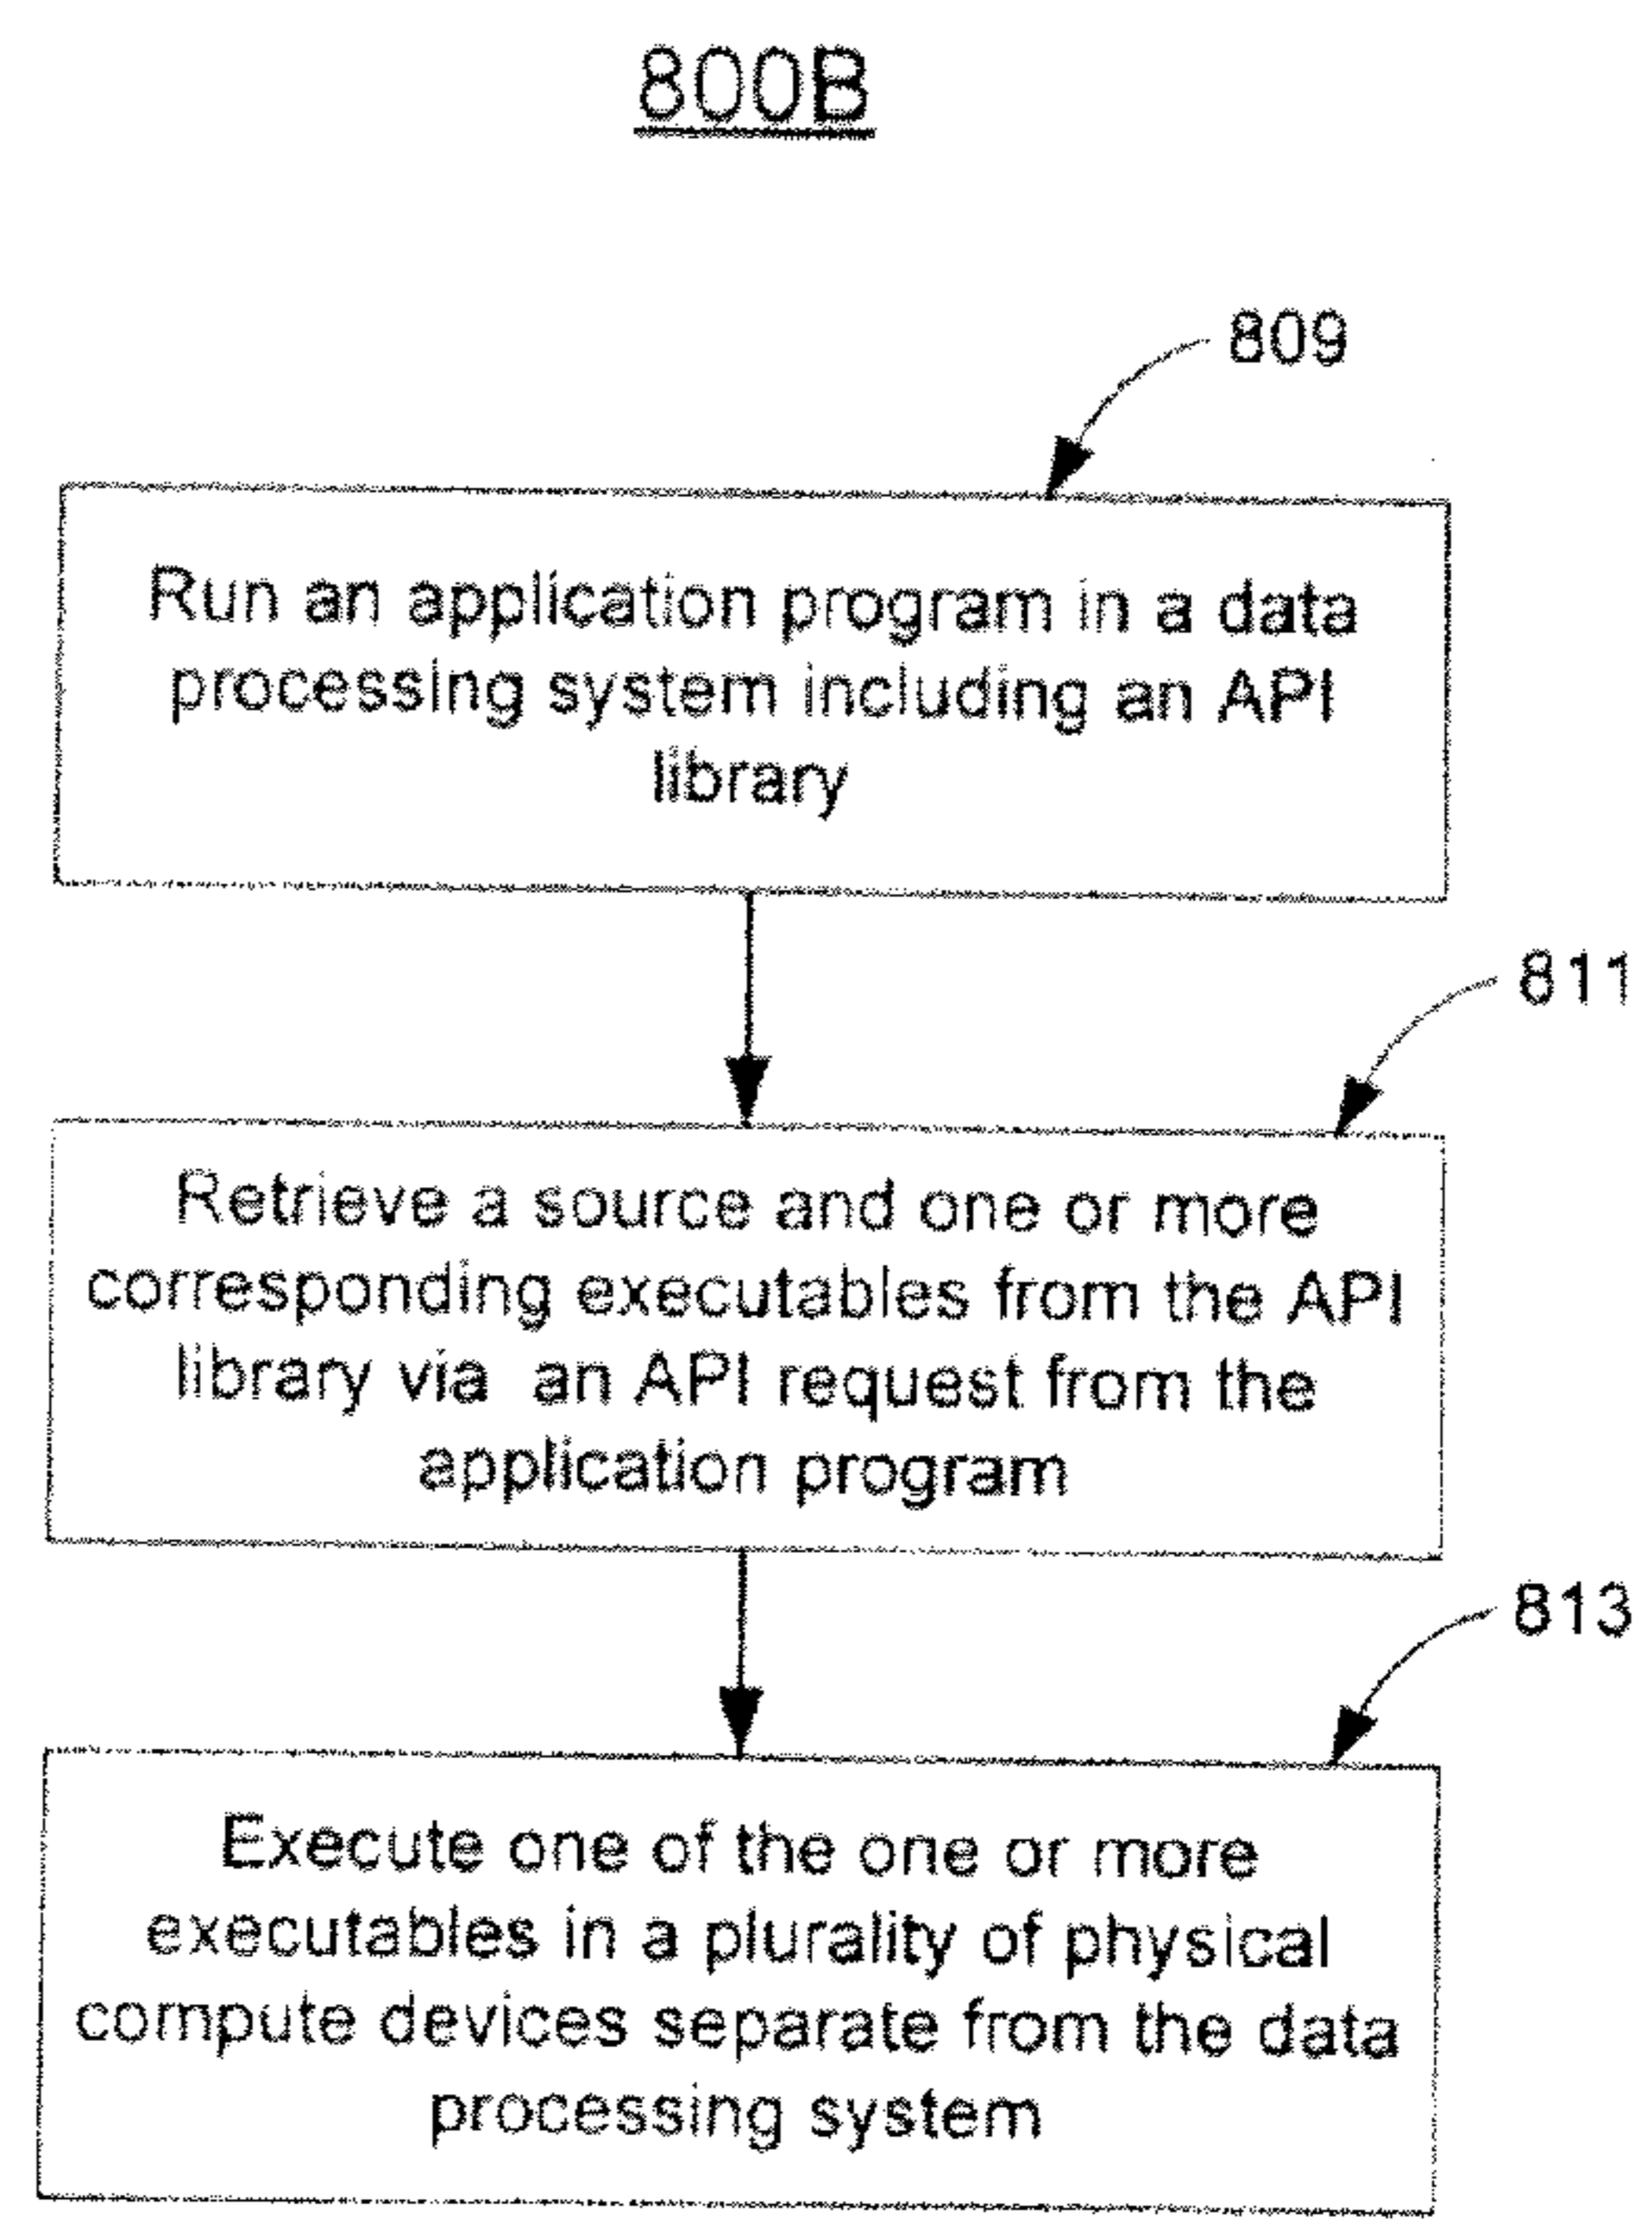 800B
809
Run an application program in a data
processing system including an API
library
811
Retrieve a source and one or more
corresponding executables from the API
library via an API request from the
application program
813
Execute one of the one or more
executables in a plurality of physical
compute devices separate from the data
processing system